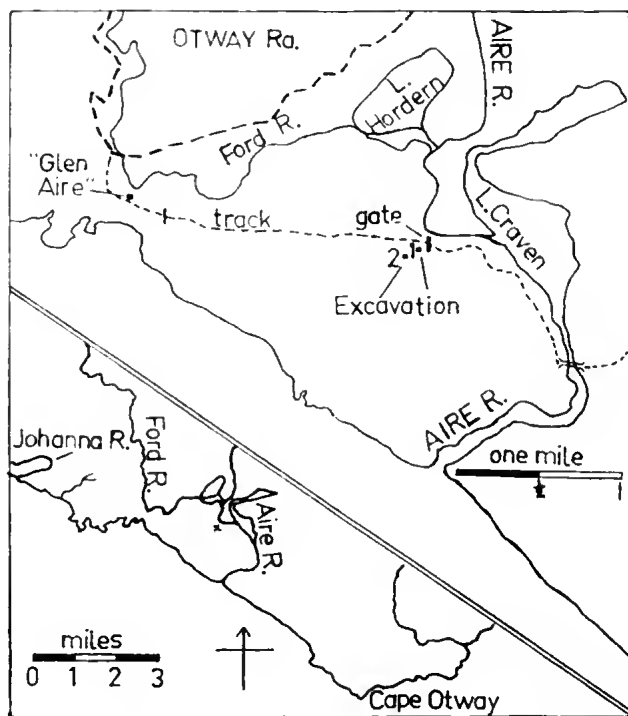 OTWAY Ra.
AIRE R.
L.
Hordern
Ford R.
"Glen
Aire"
track
gate
L. Craven
2
1
Excavation
AIRE R.
one mile
Johanna R.
Ford R.
Aire R.
x
miles
0 1 2 3
Cape Otway